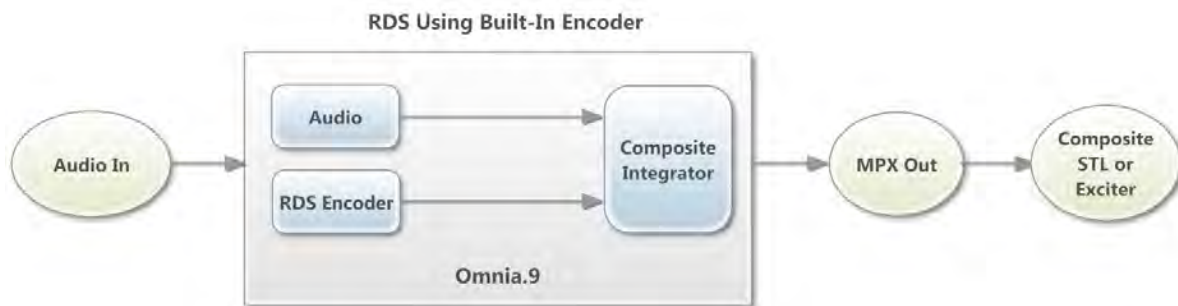 RDS Using Built-In Encoder
Audio In
Audio
RDS Encoder
Composite
Integrator
Omnia.9
MPX Out
Composite
STL or
Exciter